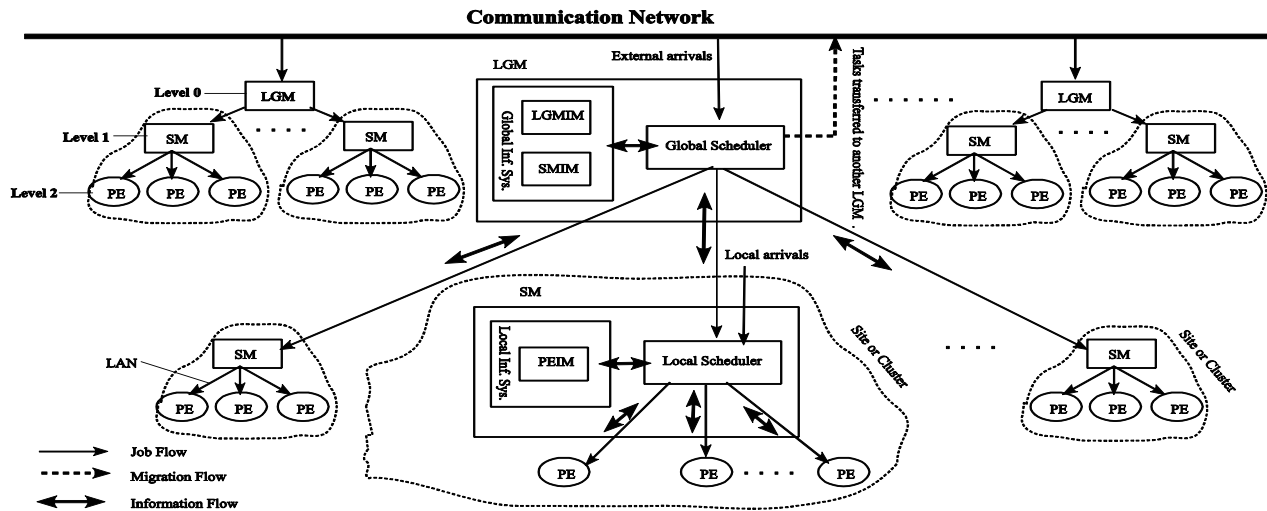 Communication Network
External arrivals
LGM
Level 0
LGM
Level 1
SM
SM
Level 2
PE
PE
PE
PE
PE
PE
Global Inf. Sys.
LGMIM
SMIM
Global Scheduler
Tasks transferred to another LGM .
. . . . . . . .
LGM
SM
SM
PE
PE
PE
PE
PE
PE
Local arrivals
SM
Local Inf. Sys.
PEIM
Local Scheduler
Site or Cluster
PE
PE
PE
LAN
SM
PE
PE
PE
SM
Site or Cluster
PE
PE
PE
Job Flow
Migration Flow
Information Flow